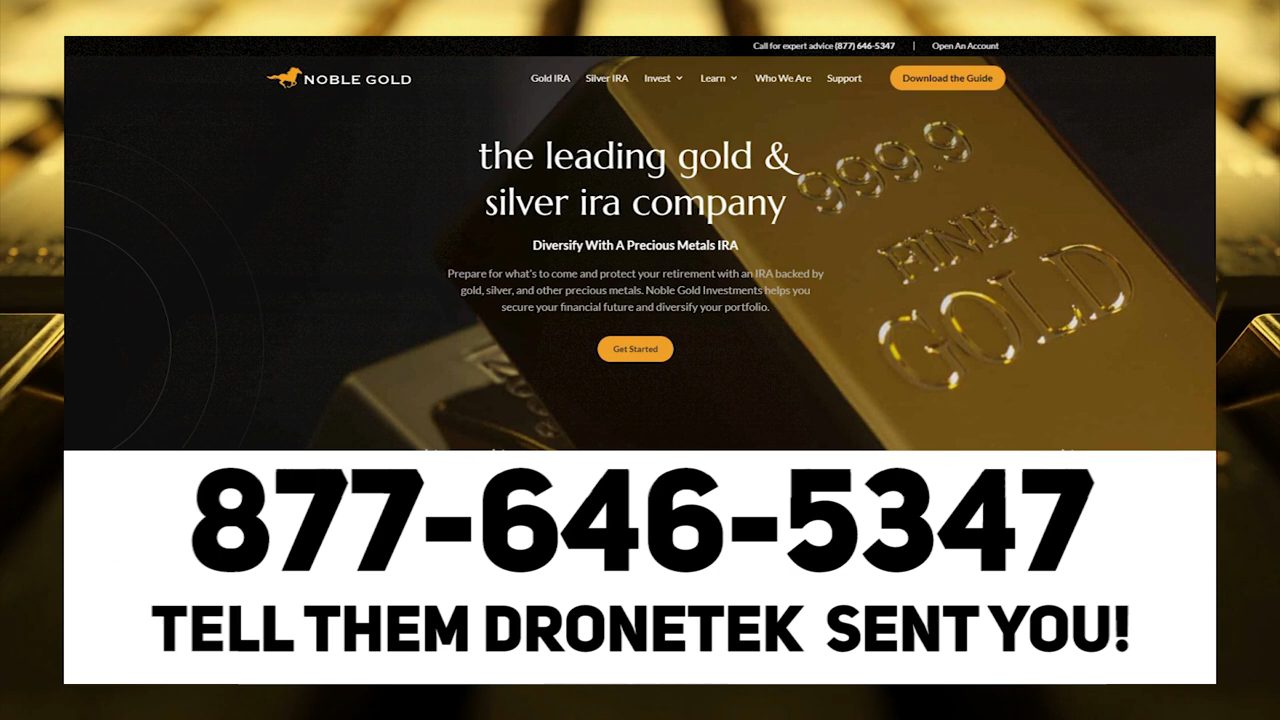 Call for expert advice (877) 646-5347 | Open An Account
NOBLE GOLD
Gold IRA Silver IRA Invest Learn Who We Are Support Download the Guide
the leading gold &
silver ira company
Diversify With A Precious Metals IRA
Prepare for what's to come and protect your retirement with an IRA backed by
gold, silver, and other precious metals. Noble Gold Investments helps you
secure your financial future and diversify your portfolio.
Get Started
999.9
FINE
GOLD
877-646-5347
TELL THEM DRONETEK SENT YOU!